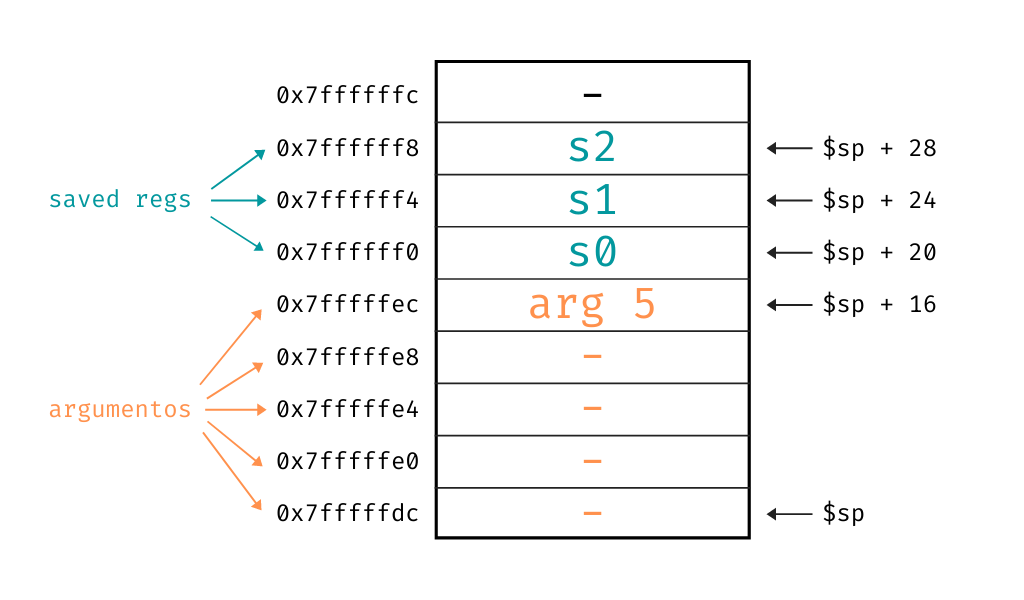 0x7ffffffc –
0x7ffffff8 s2 $sp + 28
saved regs 0x7ffffff4 s1 $sp + 24
0x7ffffff0 s0 $sp + 20
0x7fffffec arg 5 $sp + 16
0x7fffffe8 –
argumentos 0x7fffffe4 –
0x7fffffe0 –
0x7fffffdc – $sp